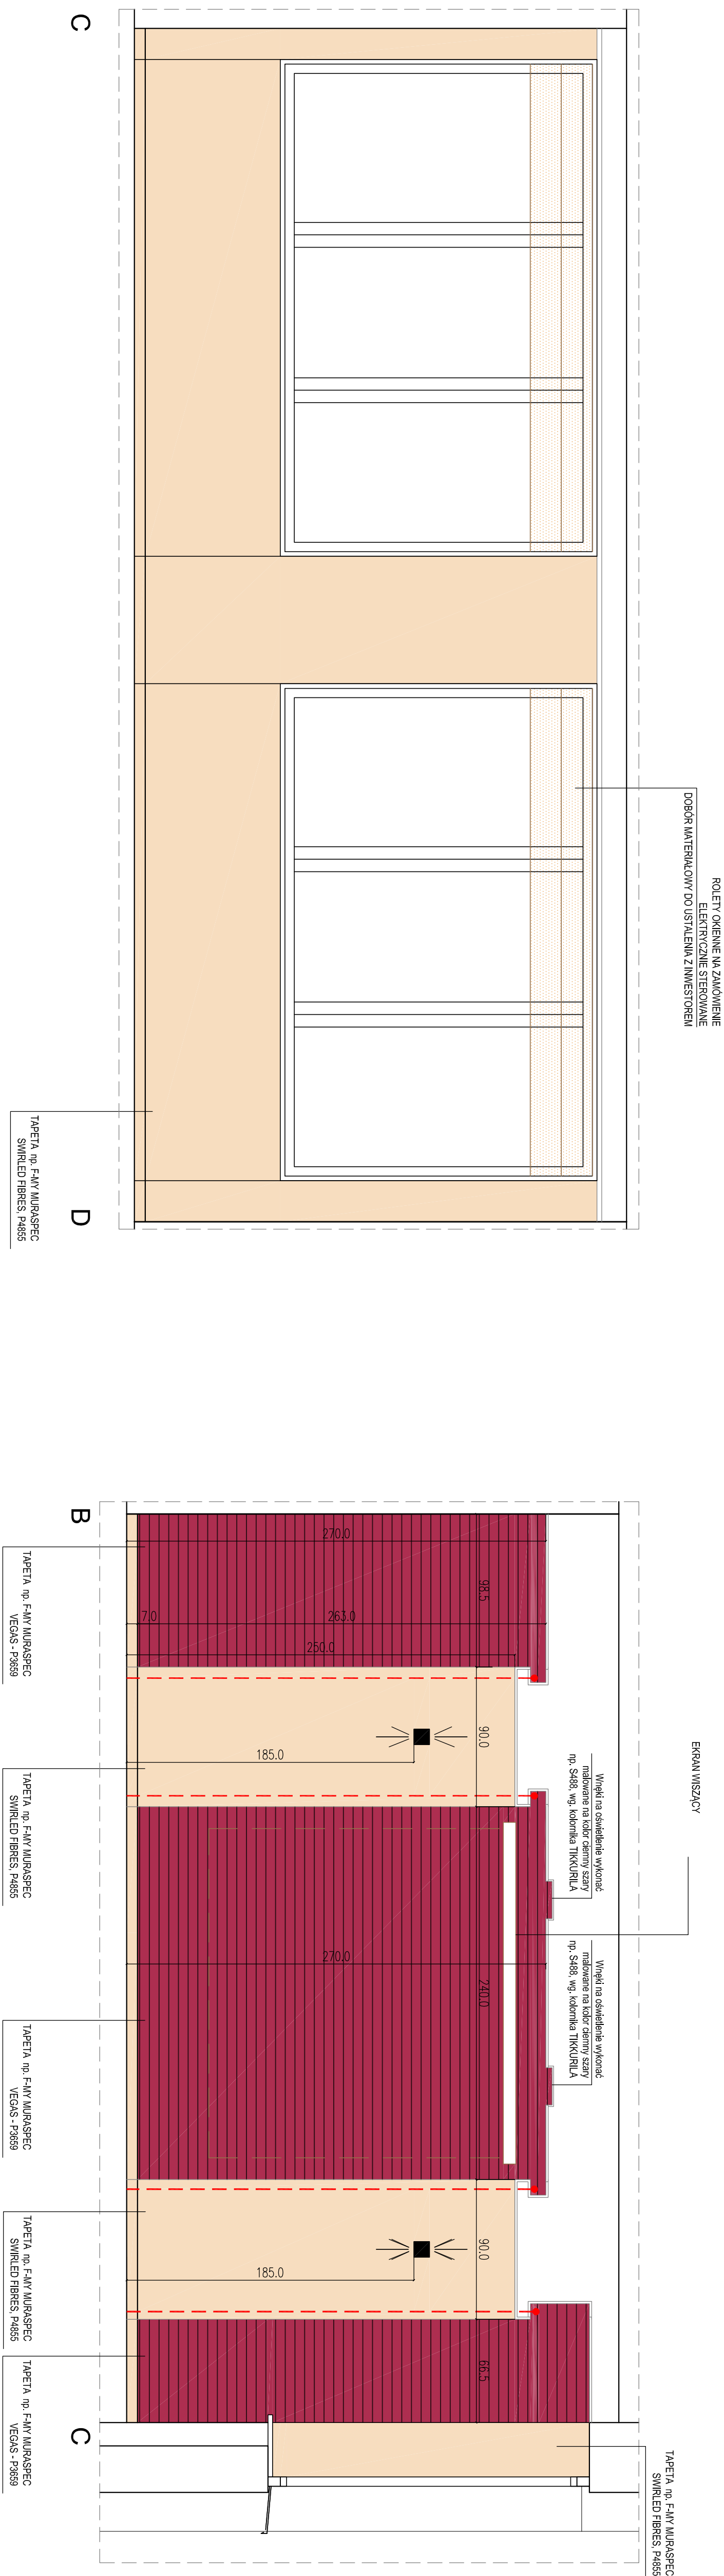 ROLETY OKIENNE NA ZAMÓWIENIE
ELEKTRYCZNIE STEROWANE
DOBÓR MATERIAŁOWY DO USTALENIA Z INWESTOREM
C
D
TAPETA np. F-MY MURASPEC
SWIRLED FIBRES, P4855
EKRAN WISZĄCY
Wnęki na oświetlenie wykonać
malowane na kolor ciemny szary
np. S488, wg. kolornika TIKKURILA
Wnęki na oświetlenie wykonać
malowane na kolor ciemny szary
np. S488, wg. kolornika TIKKURILA
TAPETA np. F-MY MURASPEC
SWIRLED FIBRES, P4855
98.5
90.0
240.0
90.0
66.5
270.0
263.0
7.0
250.0
185.0
270.0
185.0
B
C
TAPETA np. F-MY MURASPEC
VEGAS - P3659
TAPETA np. F-MY MURASPEC
SWIRLED FIBRES, P4855
TAPETA np. F-MY MURASPEC
VEGAS - P3659
TAPETA np. F-MY MURASPEC
SWIRLED FIBRES, P4855
TAPETA np. F-MY MURASPEC
VEGAS - P3659